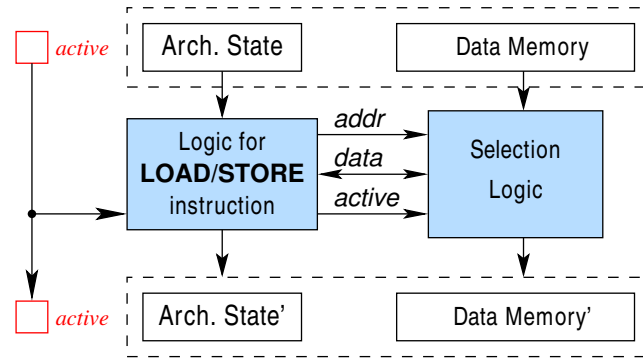 active
Arch. State
Data Memory
Logic for
LOAD/STORE
instruction
addr
data
active
Selection
Logic
active
Arch. State'
Data Memory'